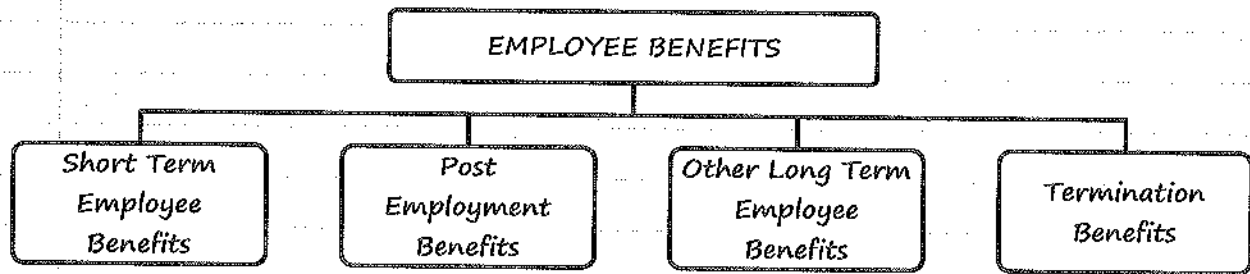 EMPLOYEE BENEFITS
Short Term
Employee
Benefits
Post
Employment
Benefits
Other Long Term
Employee
Benefits
Termination
Benefits